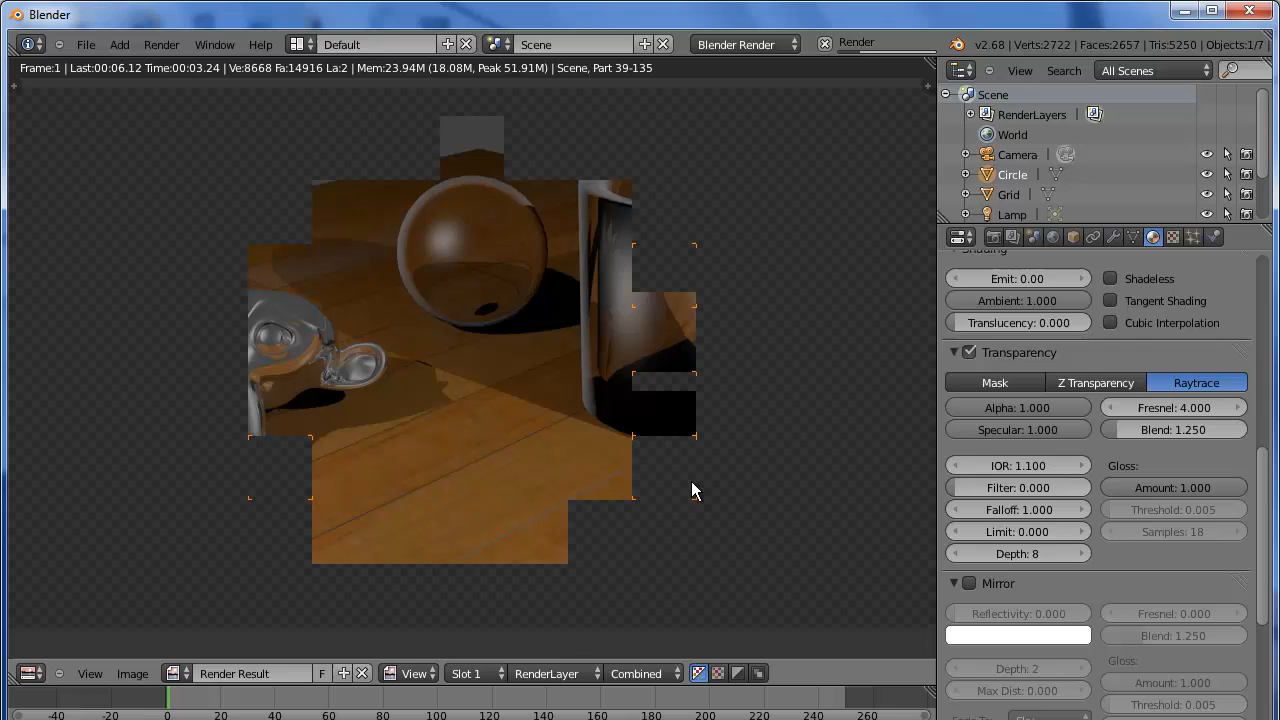 Blender
File Add Render Window Help Default Scene Blender Render Render v2.68 | Verts:2722 | Faces:2657 | Tris:5250 | Objects:1/7
Frame:1 | Last:00:06.12 Time:00:03.24 | Ve:8668 Fa:14916 La:2 | Mem:23.94M (18.08M, Peak 51.91M) | Scene, Part 39-135
View Search All Scenes
Scene
RenderLayers
World
Camera
Circle
Grid
Lamp
Emit: 0.00 Shadeless
Ambient: 1.000 Tangent Shading
Translucency: 0.000 Cubic Interpolation
Transparency
Mask Z Transparency Raytrace
Alpha: 1.000 Fresnel: 4.000
Specular: 1.000 Blend: 1.250
IOR: 1.100 Gloss:
Filter: 0.000 Amount: 1.000
Falloff: 1.000 Threshold: 0.005
Limit: 0.000 Samples: 18
Depth: 8
Mirror
Reflectivity: 0.000 Fresnel: 0.000
Blend: 1.250
Depth: 2 Gloss:
Max Dist: 0.000 Amount: 1.000
Threshold: 0.005
View Image Render Result F View Slot 1 RenderLayer Combined
-40 -20 0 20 40 60 80 100 120 140 160 180 200 220 240 260